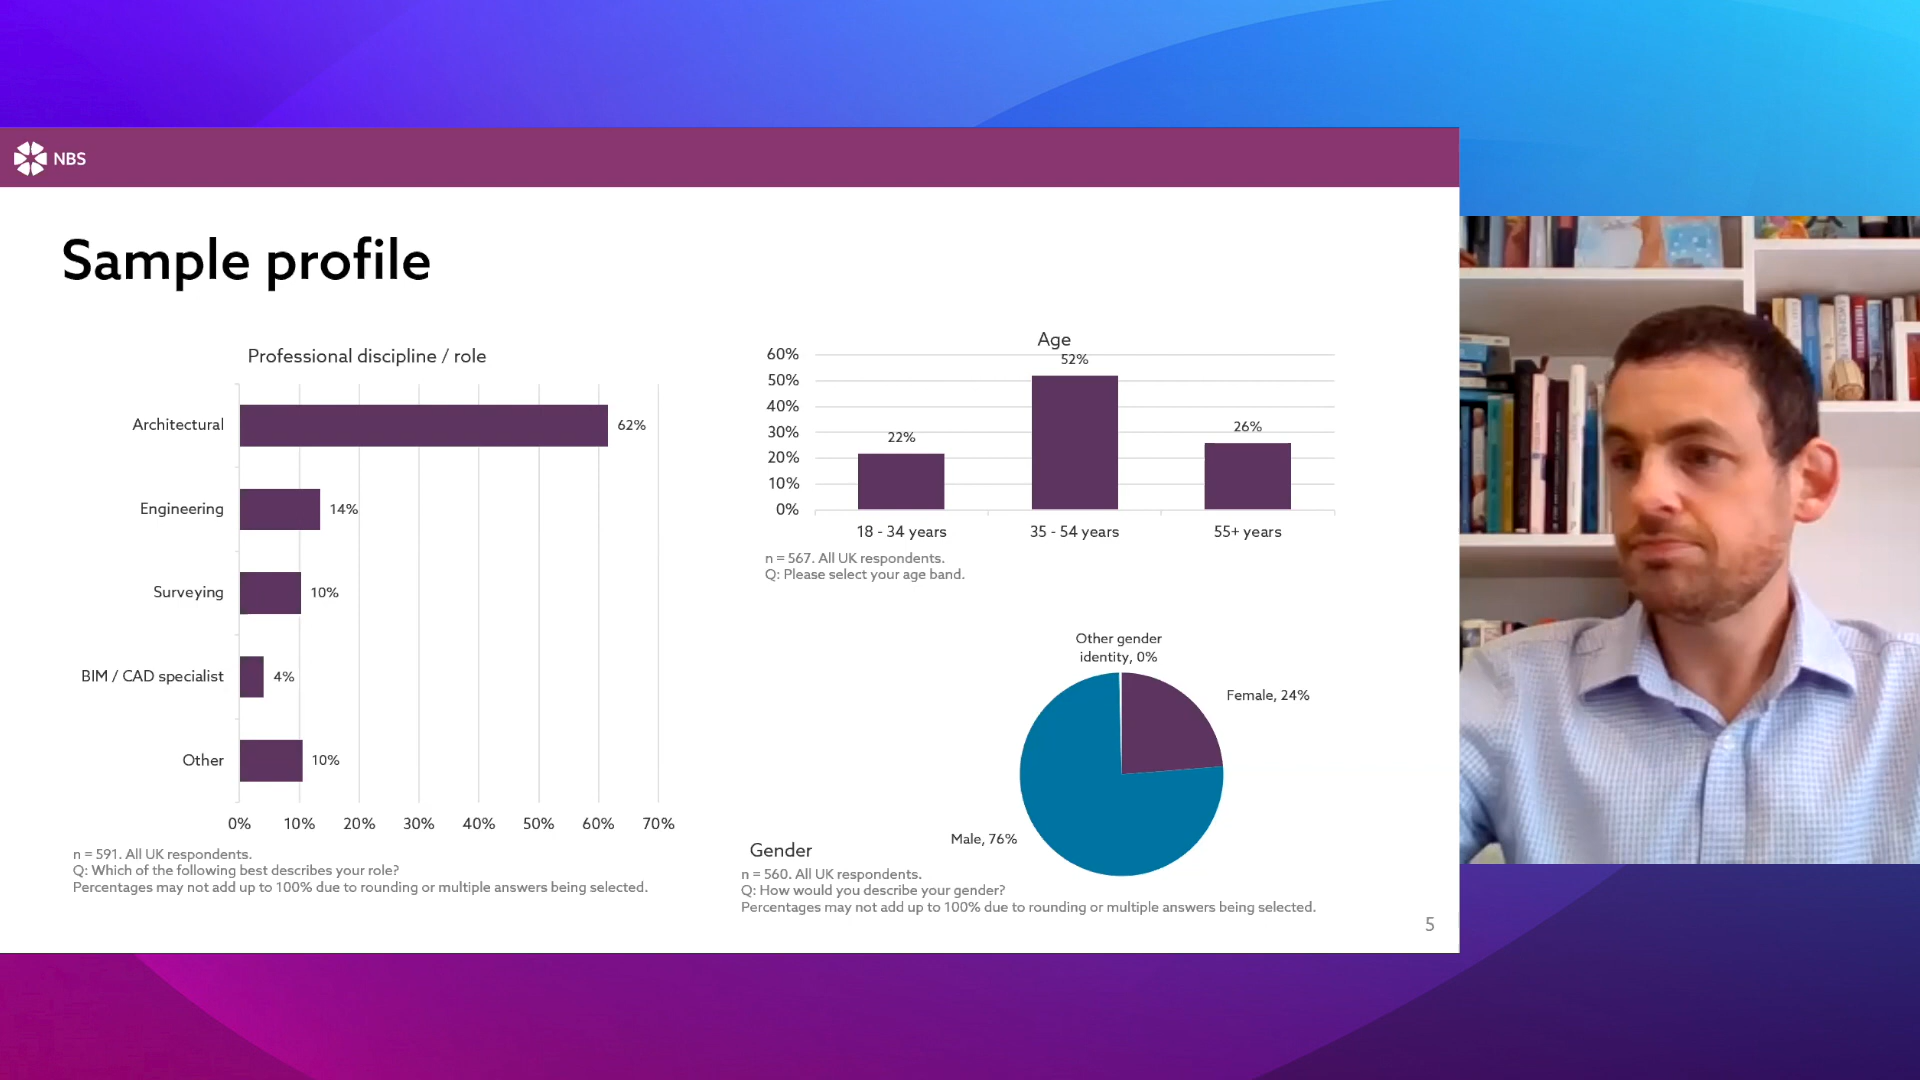 NBS
Sample profile
Professional discipline / role
Architectural
62%
Engineering
14%
Surveying
10%
BIM / CAD specialist
4%
Other
10%
0% 10% 20% 30% 40% 50% 60% 70%
n = 591. All UK respondents.
Q: Which of the following best describes your role?
Percentages may not add up to 100% due to rounding or multiple answers being selected.
Age
60%
50%
40%
30%
20%
10%
0%
22%
52%
26%
18 - 34 years
35 - 54 years
55+ years
n = 567. All UK respondents.
Q: Please select your age band.
Other gender
identity, 0%
Female, 24%
Male, 76%
Gender
n = 560. All UK respondents.
Q: How would you describe your gender?
Percentages may not add up to 100% due to rounding or multiple answers being selected.
5